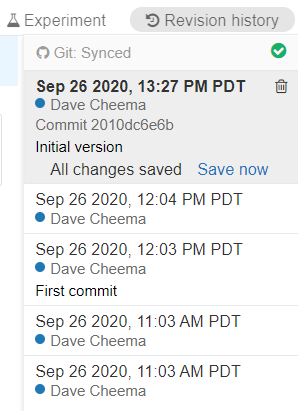 Experiment Revision history
Git: Synced
Sep 26 2020, 13:27 PM PDT
Dave Cheema
Commit 2010dc6e6b
Initial version
All changes saved Save now
Sep 26 2020, 12:04 PM PDT
Dave Cheema
Sep 26 2020, 12:03 PM PDT
Dave Cheema
First commit
Sep 26 2020, 11:03 AM PDT
Dave Cheema
Sep 26 2020, 11:03 AM PDT
Dave Cheema